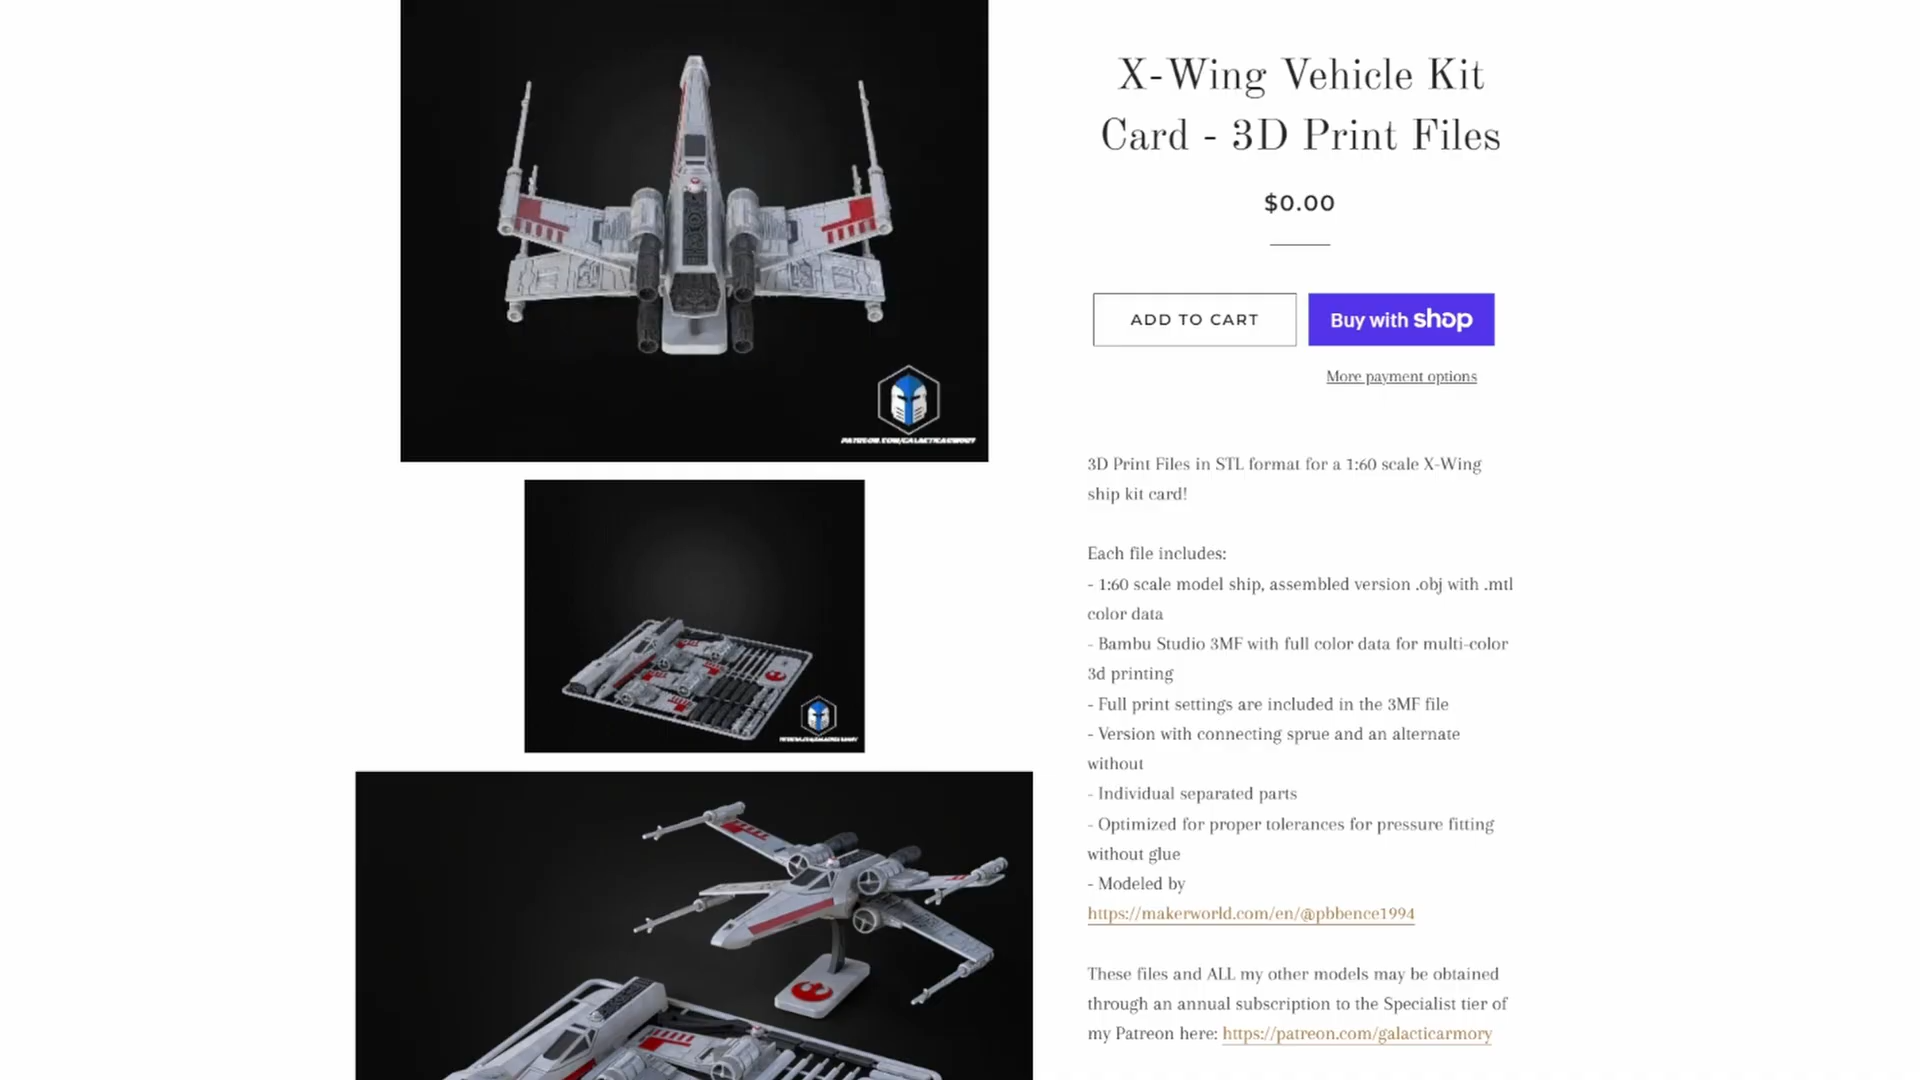 X-Wing Vehicle Kit
Card - 3D Print Files
$0.00
ADD TO CART
Buy with shop
More payment options
PATREON.COM/GALACTICARMORY
3D Print Files in STL format for a 1:60 scale X-Wing
ship kit card!
Each file includes:
- 1:60 scale model ship, assembled version .obj with .mtl
color data
- Bambu Studio 3MF with full color data for multi-color
3d printing
- Full print settings are included in the 3MF file
- Version with connecting sprue and an alternate
without
- Individual separated parts
- Optimized for proper tolerances for pressure fitting
without glue
- Modeled by
https://makerworld.com/en/@pbbence1994
These files and ALL my other models may be obtained
through an annual subscription to the Specialist tier of
my Patreon here: https://patreon.com/galacticarmory